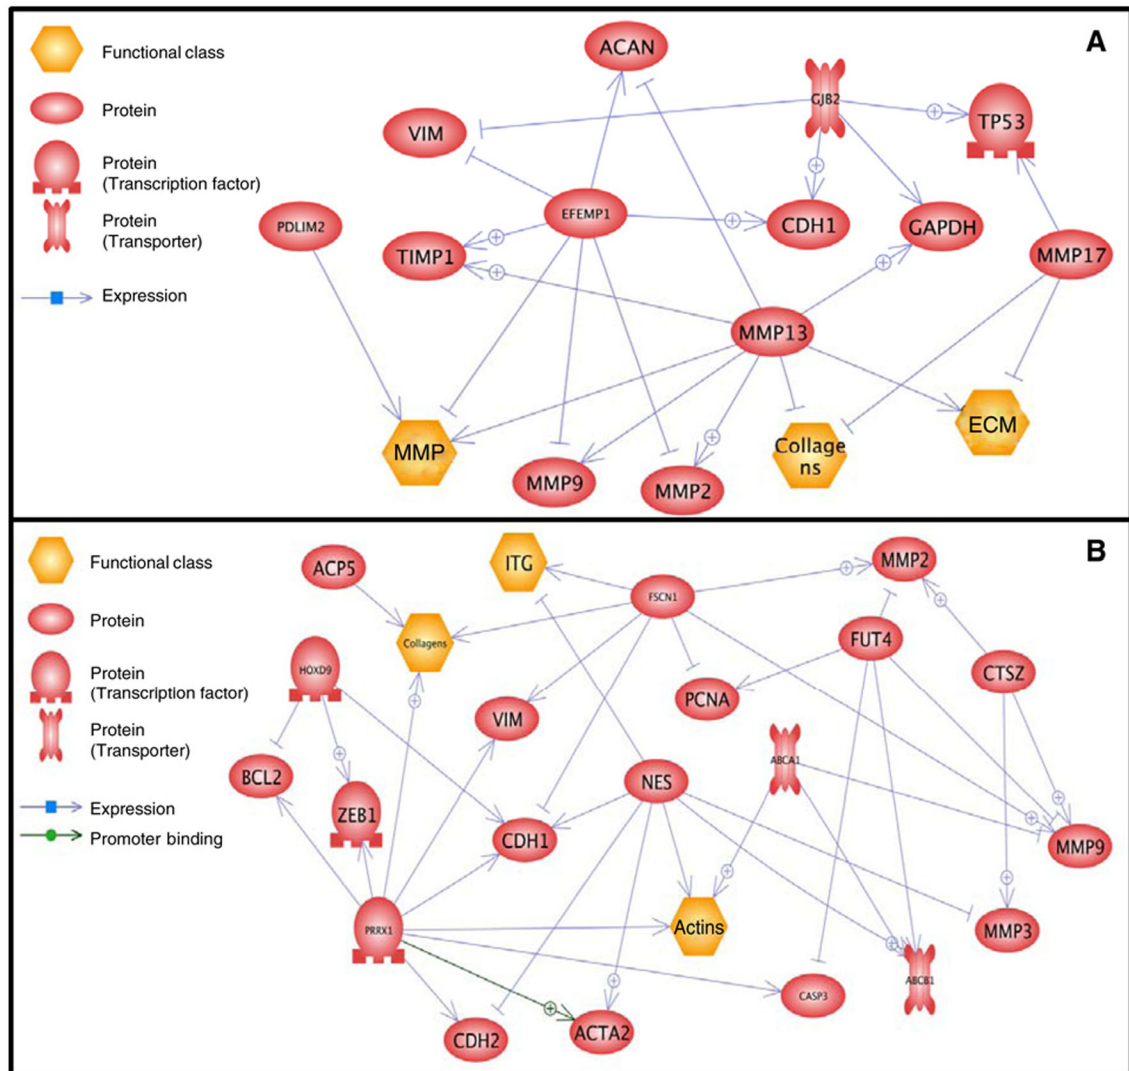 A
Functional class
Protein
Protein
(Transcription factor)
Protein
(Transporter)
Expression
ACAN
GJB2
TP53
VIM
PDLIM2
EFEMP1
CDH1
GAPDH
TIMP1
MMP17
MMP13
MMP
MMP9
MMP2
Collage
ns
ECM
B
Functional class
Protein
Protein
(Transcription factor)
Protein
(Transporter)
Expression
Promoter binding
ACP5
ITG
MMP2
FSCN1
Collagens
HOXD9
FUT4
CTSZ
PCNA
VIM
ABCA1
BCL2
NES
ZEB1
CDH1
MMP9
PRRX1
Actins
MMP3
ABCB1
CASP3
CDH2
ACTA2